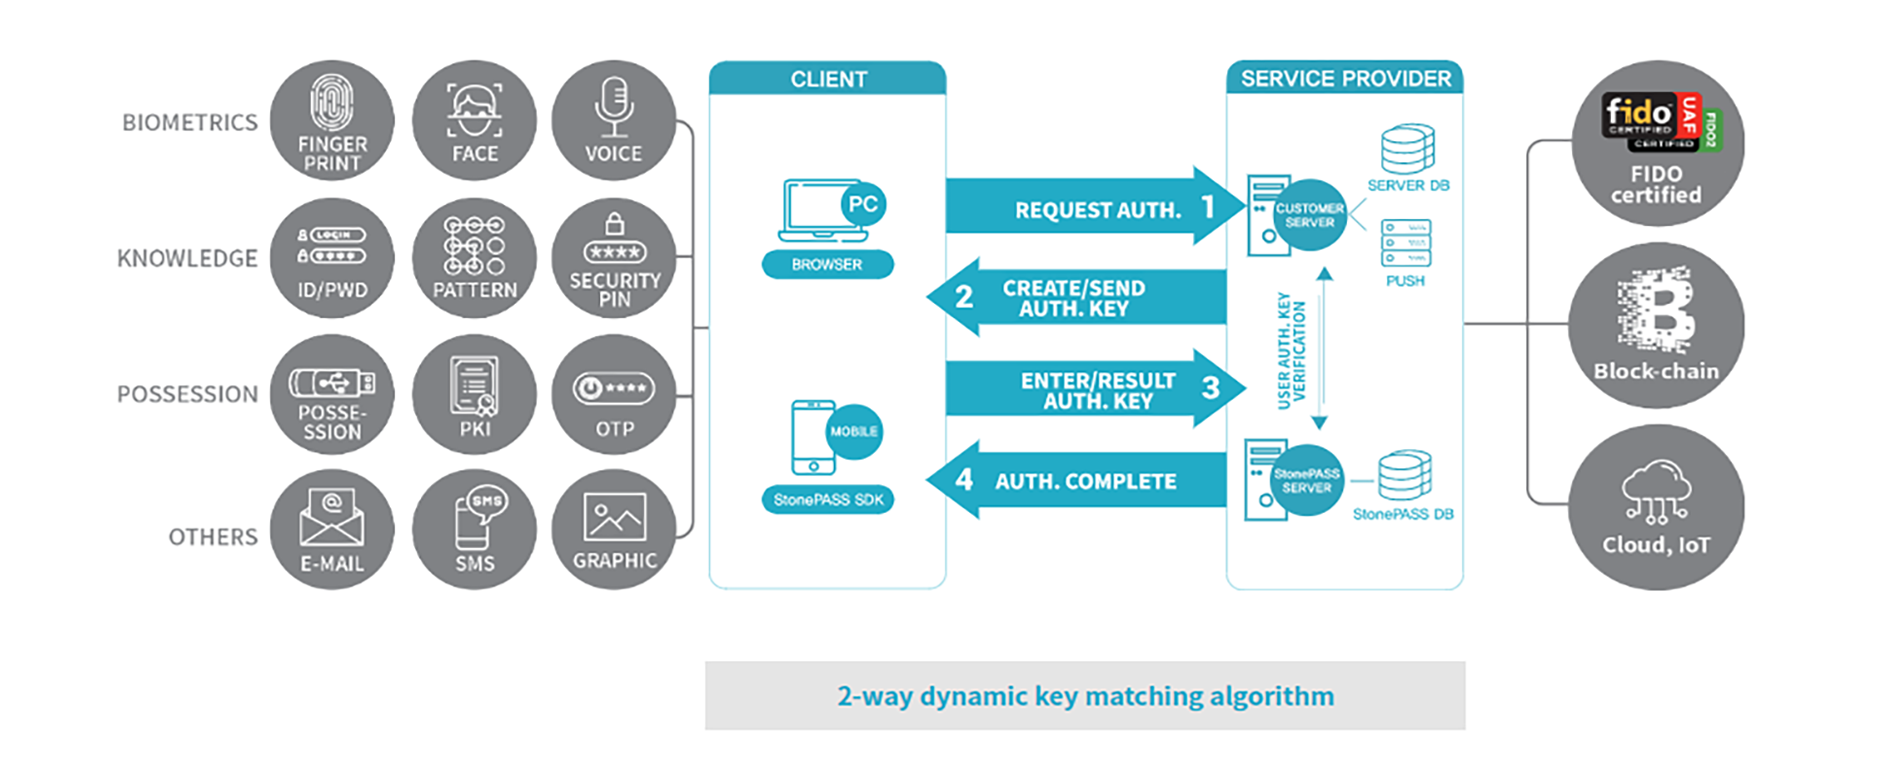 BIOMETRICS
FINGER
PRINT
FACE
VOICE
KNOWLEDGE
LOGIN
ID/PWD
PATTERN
****
SECURITY
PIN
POSSESSION
POSSE-
SSION
PKI
****
OTP
OTHERS
@
E-MAIL
SMS
SMS
GRAPHIC
CLIENT
PC
BROWSER
MOBILE
StonePASS SDK
REQUEST AUTH. 1
2 CREATE/SEND
AUTH. KEY
ENTER/RESULT 3
AUTH. KEY
4 AUTH. COMPLETE
SERVICE PROVIDER
SERVER DB
CUSTOMER
SERVER
PUSH
USER AUTH. KEY
VERIFICATION
StonePASS
SERVER
StonePASS DB
fido
CERTIFIED
UAF
CERTIFIED
FIDO2
FIDO
certified
Block-chain
Cloud, IoT
2-way dynamic key matching algorithm